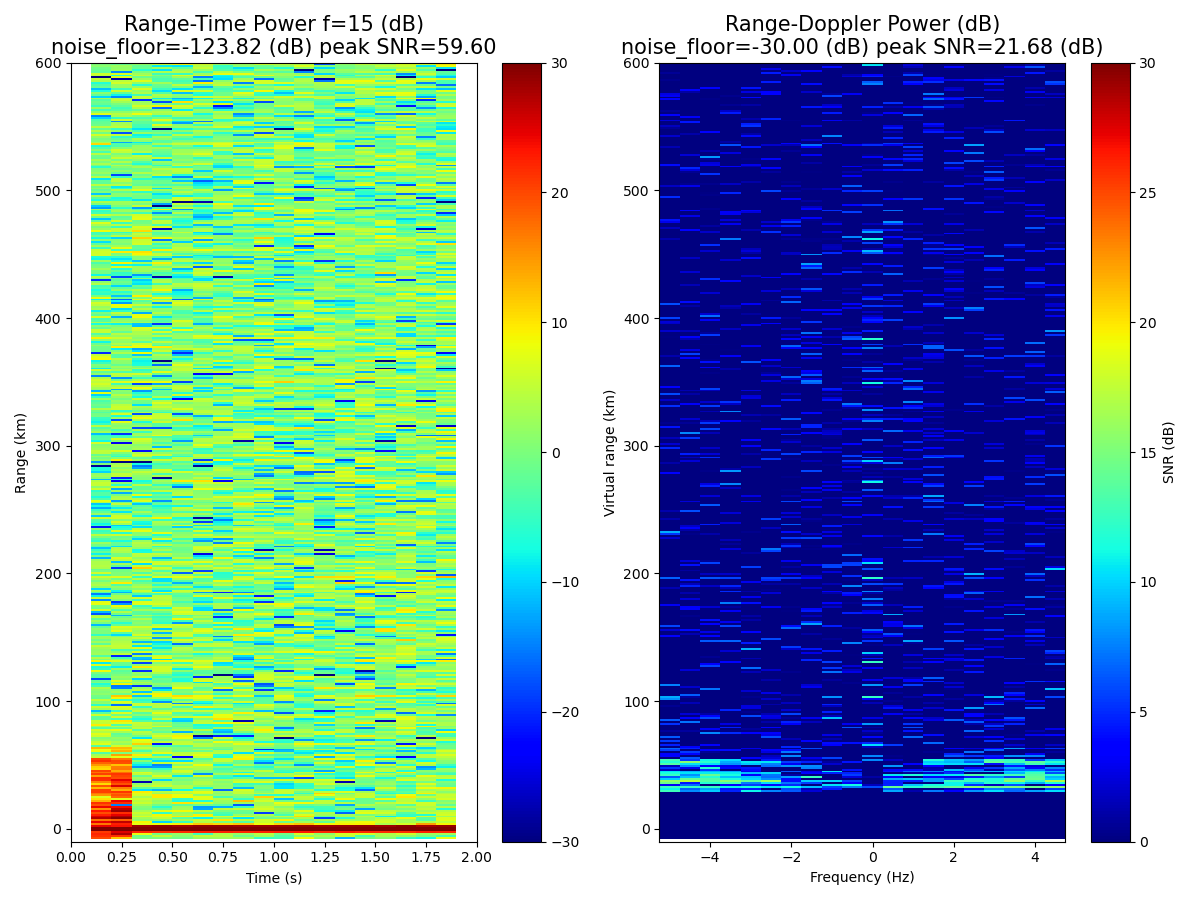 Range-Time Power f=15 (dB)
noise_floor=-123.82 (dB) peak SNR=59.60
600
500
400
300
200
100
0
Range (km)
0.00 0.25 0.50 0.75 1.00 1.25 1.50 1.75 2.00
Time (s)
30
20
10
0
−10
−20
−30
Range-Doppler Power (dB)
noise_floor=-30.00 (dB) peak SNR=21.68 (dB)
600
500
400
300
200
100
0
Virtual range (km)
−4 −2 0 2 4
Frequency (Hz)
30
25
20
15
10
5
0
SNR (dB)